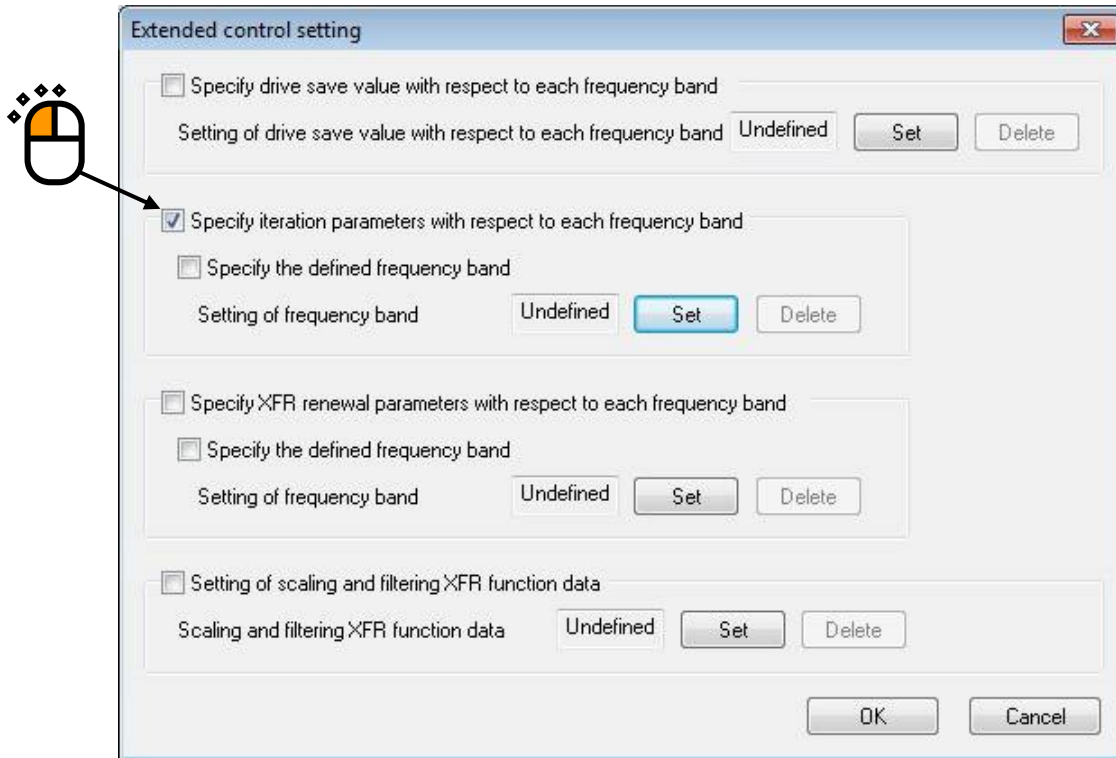 Extended control setting
Specify drive save value with respect to each frequency band
Setting of drive save value with respect to each frequency band Undefined Set Delete
Specify iteration parameters with respect to each frequency band
Specify the defined frequency band
Setting of frequency band Undefined Set Delete
Specify XFR renewal parameters with respect to each frequency band
Specify the defined frequency band
Setting of frequency band Undefined Set Delete
Setting of scaling and filtering XFR function data
Scaling and filtering XFR function data Undefined Set Delete
OK Cancel